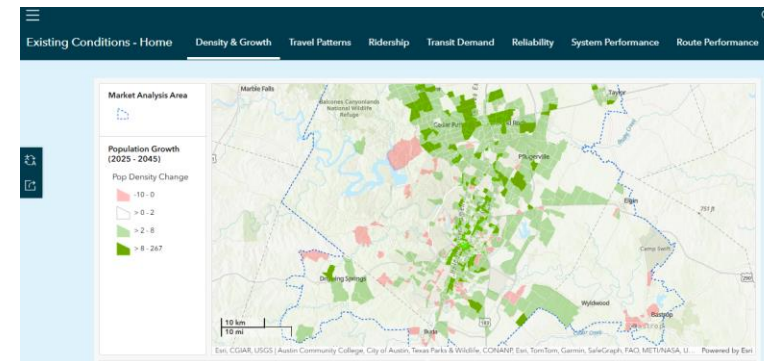 Existing Conditions - Home Density & Growth Travel Patterns Ridership Transit Demand Reliability System Performance Route Performance
Market Analysis Area
Population Growth
(2025 - 2045)
Pop Density Change
-10 - 0
> 0 - 2
> 2 - 8
> 8 - 267
Marble Falls
Balcones Canyonlands
National Wildlife
Refuge
Taylor
Pflugerville
Elgin
251 ft
Camp Swift
Dripping Springs
Wyldwood
Bastrop
Buda
183
10 km
10 mi
Esri, CGIAR, USGS | Austin Community College, City of Austin, Texas Parks & Wildlife, CONANP, Esri, TomTom, Garmin, SafeGraph, FAO, METI/NASA, U... Powered by Esri